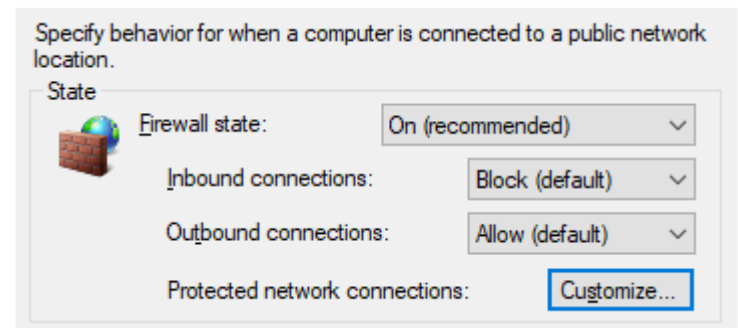 Specify behavior for when a computer is connected to a public network
location.
State
Firewall state:
On (recommended)
Inbound connections:
Block (default)
Outbound connections:
Allow (default)
Protected network connections:
Customize...